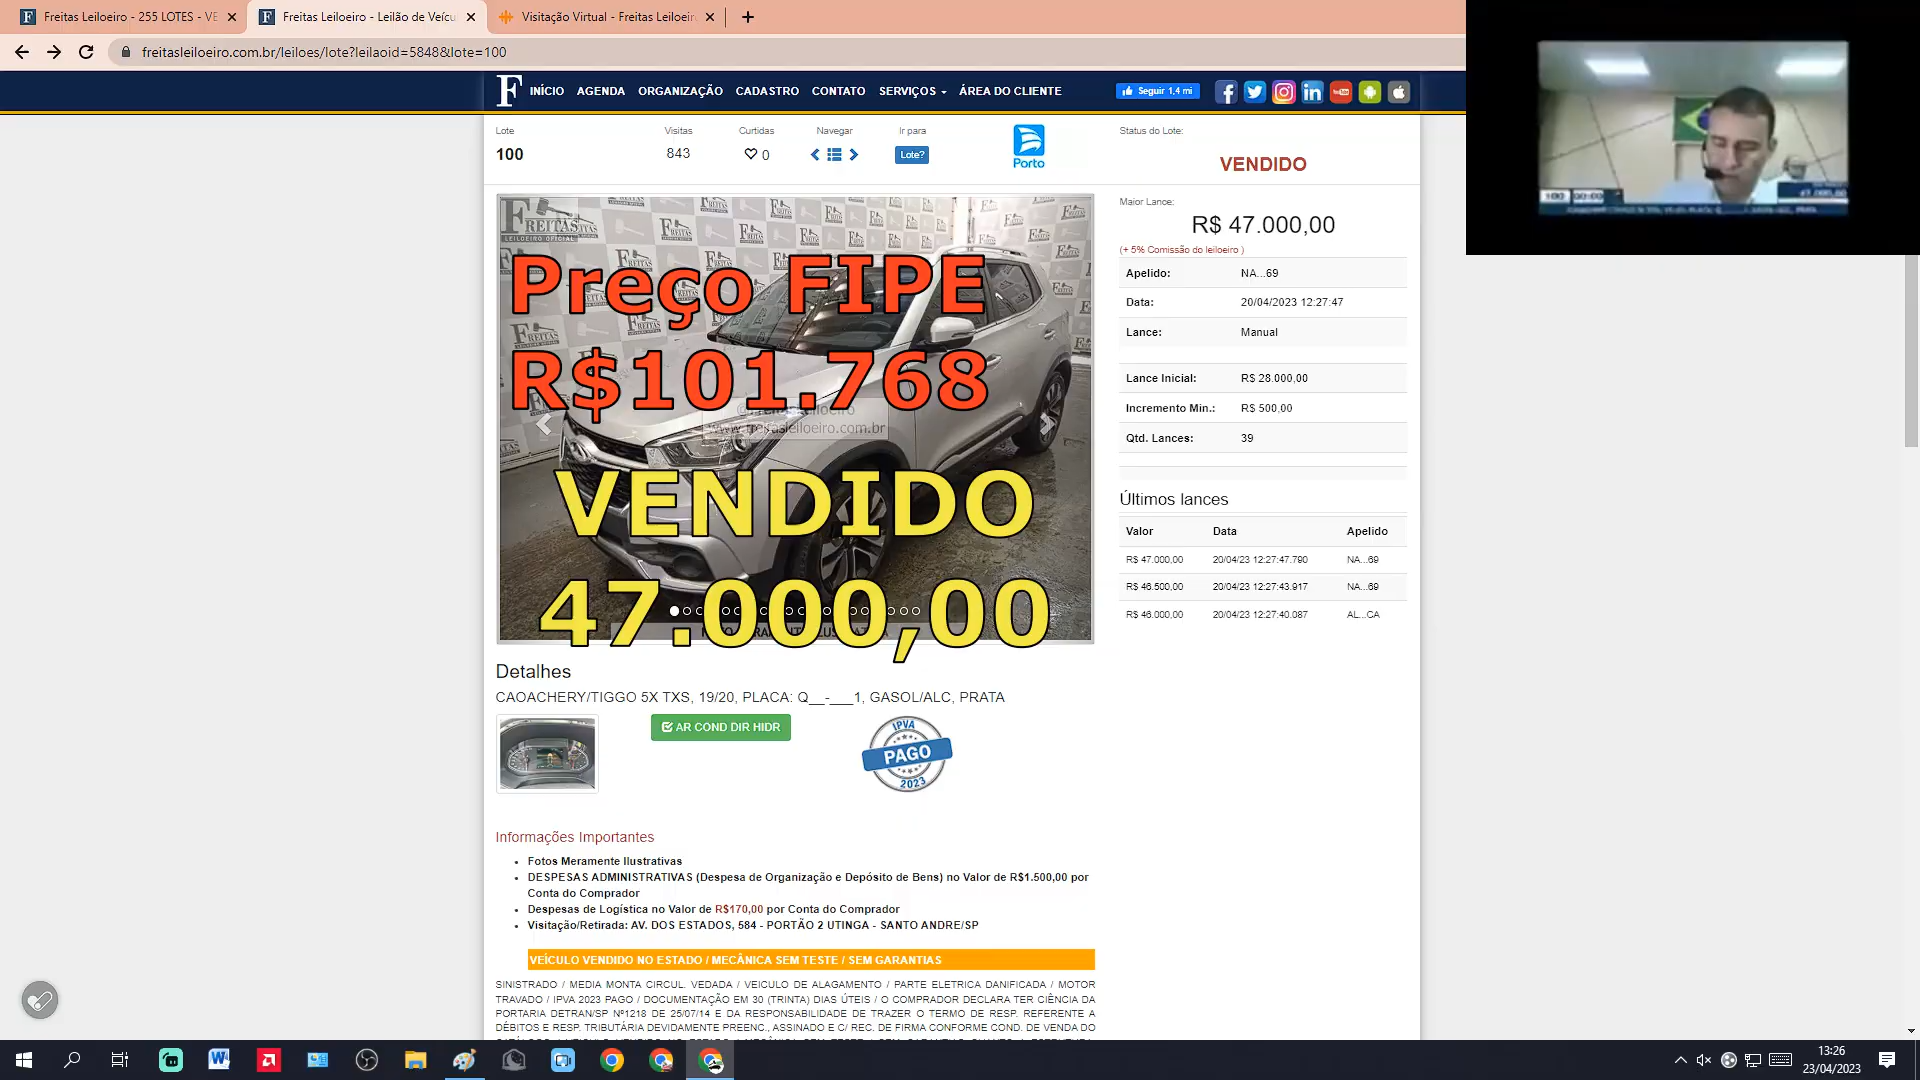 Freitas Leiloeiro - 255 LOTES - VE
Freitas Leiloeiro - Leilão de Veícu
Visitação Virtual - Freitas Leiloeir
freitasleiloeiro.com.br/leiloes/lote?leilaoid=5848&lote=100
F INÍCIO AGENDA ORGANIZAÇÃO CADASTRO CONTATO SERVIÇOS ÁREA DO CLIENTE
Seguir 1,4 mi
Lote Visitas Curtidas Navegar Ir para
100 843 0 Lote?
Porto
Status do Lote:
VENDIDO
FREITAS
LEILOEIRO OFICIAL
Preço FIPE
R$101.768
www.freitasleiloeiro.com.br
VENDIDO
47.000,00
Maior Lance:
R$ 47.000,00
(+ 5% Comissão do leiloeiro )
Apelido: NA...69
Data: 20/04/2023 12:27:47
Lance: Manual
Lance Inicial: R$ 28.000,00
Incremento Min.: R$ 500,00
Qtd. Lances: 39
Últimos lances
Valor Data Apelido
R$ 47.000,00 20/04/23 12:27:47.790 NA...69
R$ 46.500,00 20/04/23 12:27:43.917 NA...69
R$ 46.000,00 20/04/23 12:27:40.087 AL...CA
Detalhes
CAOACHERY/TIGGO 5X TXS, 19/20, PLACA: Q__-___1, GASOL/ALC, PRATA
AR COND DIR HIDR
IPVA
PAGO
2023
Informações Importantes
• Fotos Meramente Ilustrativas
• DESPESAS ADMINISTRATIVAS (Despesa de Organização e Depósito de Bens) no Valor de R$1.500,00 por
Conta do Comprador
• Despesas de Logística no Valor de R$170,00 por Conta do Comprador
• Visitação/Retirada: AV. DOS ESTADOS, 584 - PORTÃO 2 UTINGA - SANTO ANDRE/SP
VEÍCULO VENDIDO NO ESTADO / MECÂNICA SEM TESTE / SEM GARANTIAS
SINISTRADO / MEDIA MONTA CIRCUL. VEDADA / VEICULO DE ALAGAMENTO / PARTE ELETRICA DANIFICADA / MOTOR
TRAVADO / IPVA 2023 PAGO / DOCUMENTAÇÃO EM 30 (TRINTA) DIAS ÚTEIS / O COMPRADOR DECLARA TER CIÊNCIA DA
PORTARIA DETRAN/SP Nº1218 DE 25/07/14 E DA RESPONSABILIDADE DE TRAZER O TERMO DE RESP. REFERENTE A
DÉBITOS E RESP. TRIBUTÁRIA DEVIDAMENTE PREENC., ASSINADO E C/ REC. DE FIRMA CONFORME COND. DE VENDA DO
13:26
23/04/2023